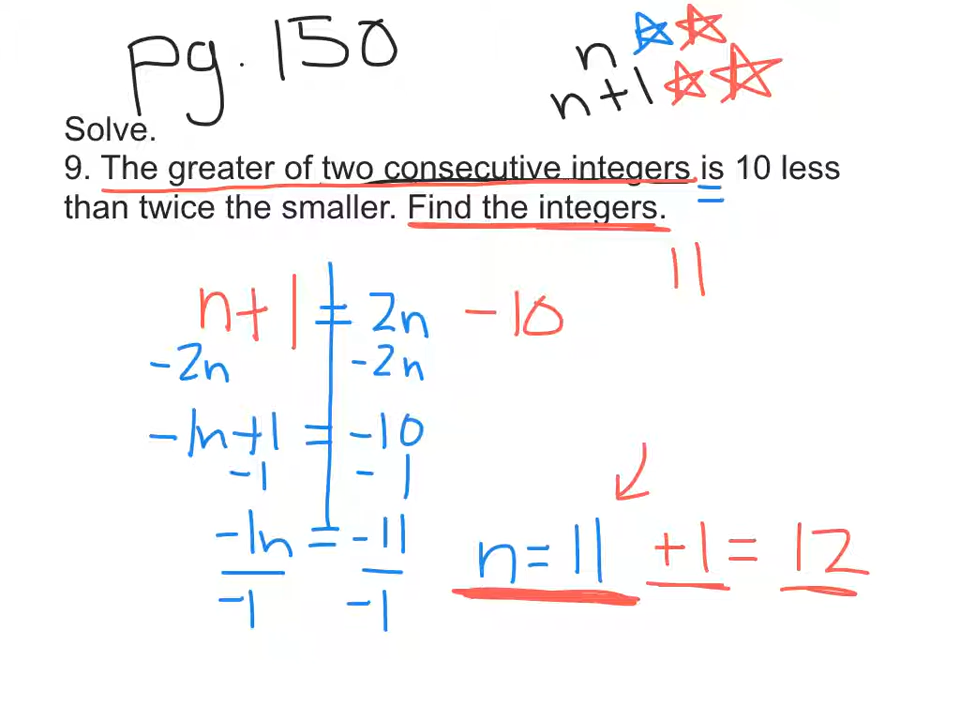 pg. 150
n
n+1
Solve.
9. The greater of two consecutive integers is 10 less
than twice the smaller. Find the integers.
=
11
n+1 = 2n -10
-2n -2n
-1n+1 = -10
-1 -1
-1n = -11
-1 -1
n=11 +1 = 12